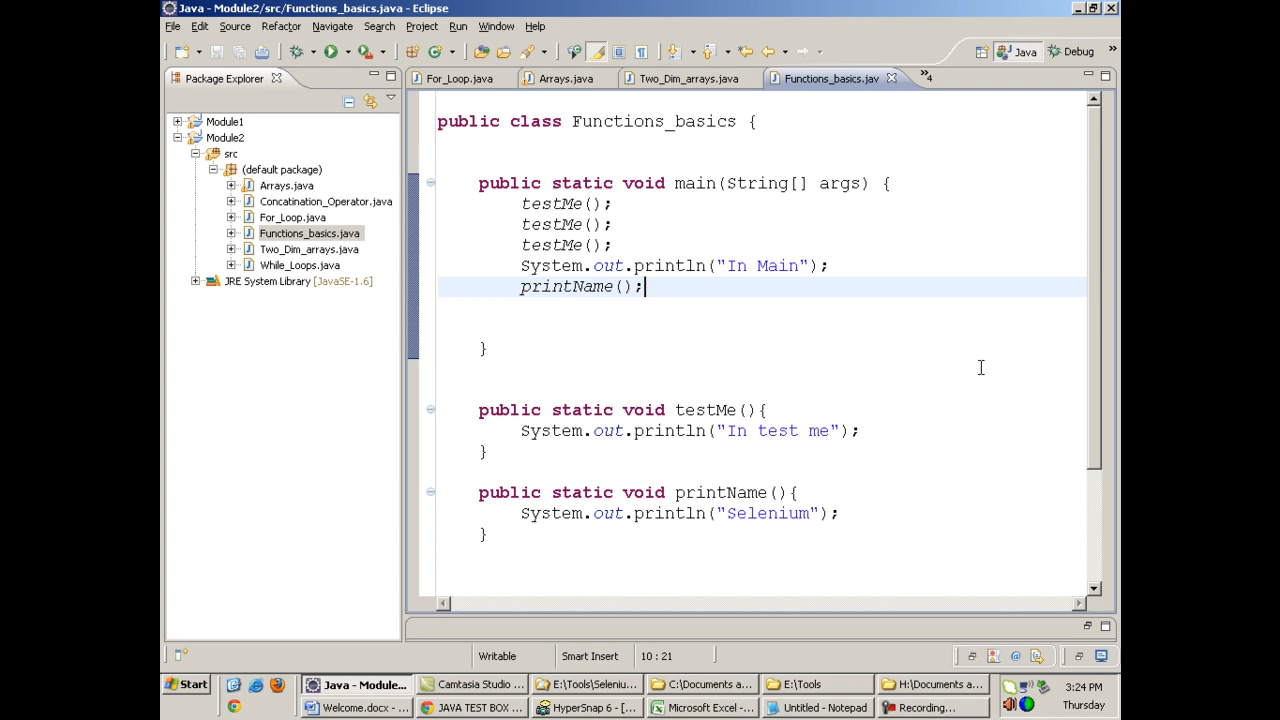 Java - Module2/src/Functions_basics.java - Eclipse
File Edit Source Refactor Navigate Search Project Run Window Help
Java Debug
Package Explorer
For_Loop.java Arrays.java Two_Dim_arrays.java Functions_basics.jav 4
Module1
Module2
src
(default package)
Arrays.java
Concatination_Operator.java
For_Loop.java
Functions_basics.java
Two_Dim_arrays.java
While_Loops.java
JRE System Library [JavaSE-1.6]
public class Functions_basics {
public static void main(String[] args) {
testMe();
testMe();
testMe();
System.out.println("In Main");
printName();
}
public static void testMe(){
System.out.println("In test me");
}
public static void printName(){
System.out.println("Selenium");
}
Writable Smart Insert 10 : 21
Start Java - Module... Camtasia Studio ... E:\Tools\Seleniu... C:\Documents a... E:\Tools H:\Documents a... 3:24 PM
Welcome.docx - ... JAVA TEST BOX ... HyperSnap 6 - [... Microsoft Excel -... Untitled - Notepad Recording... Thursday